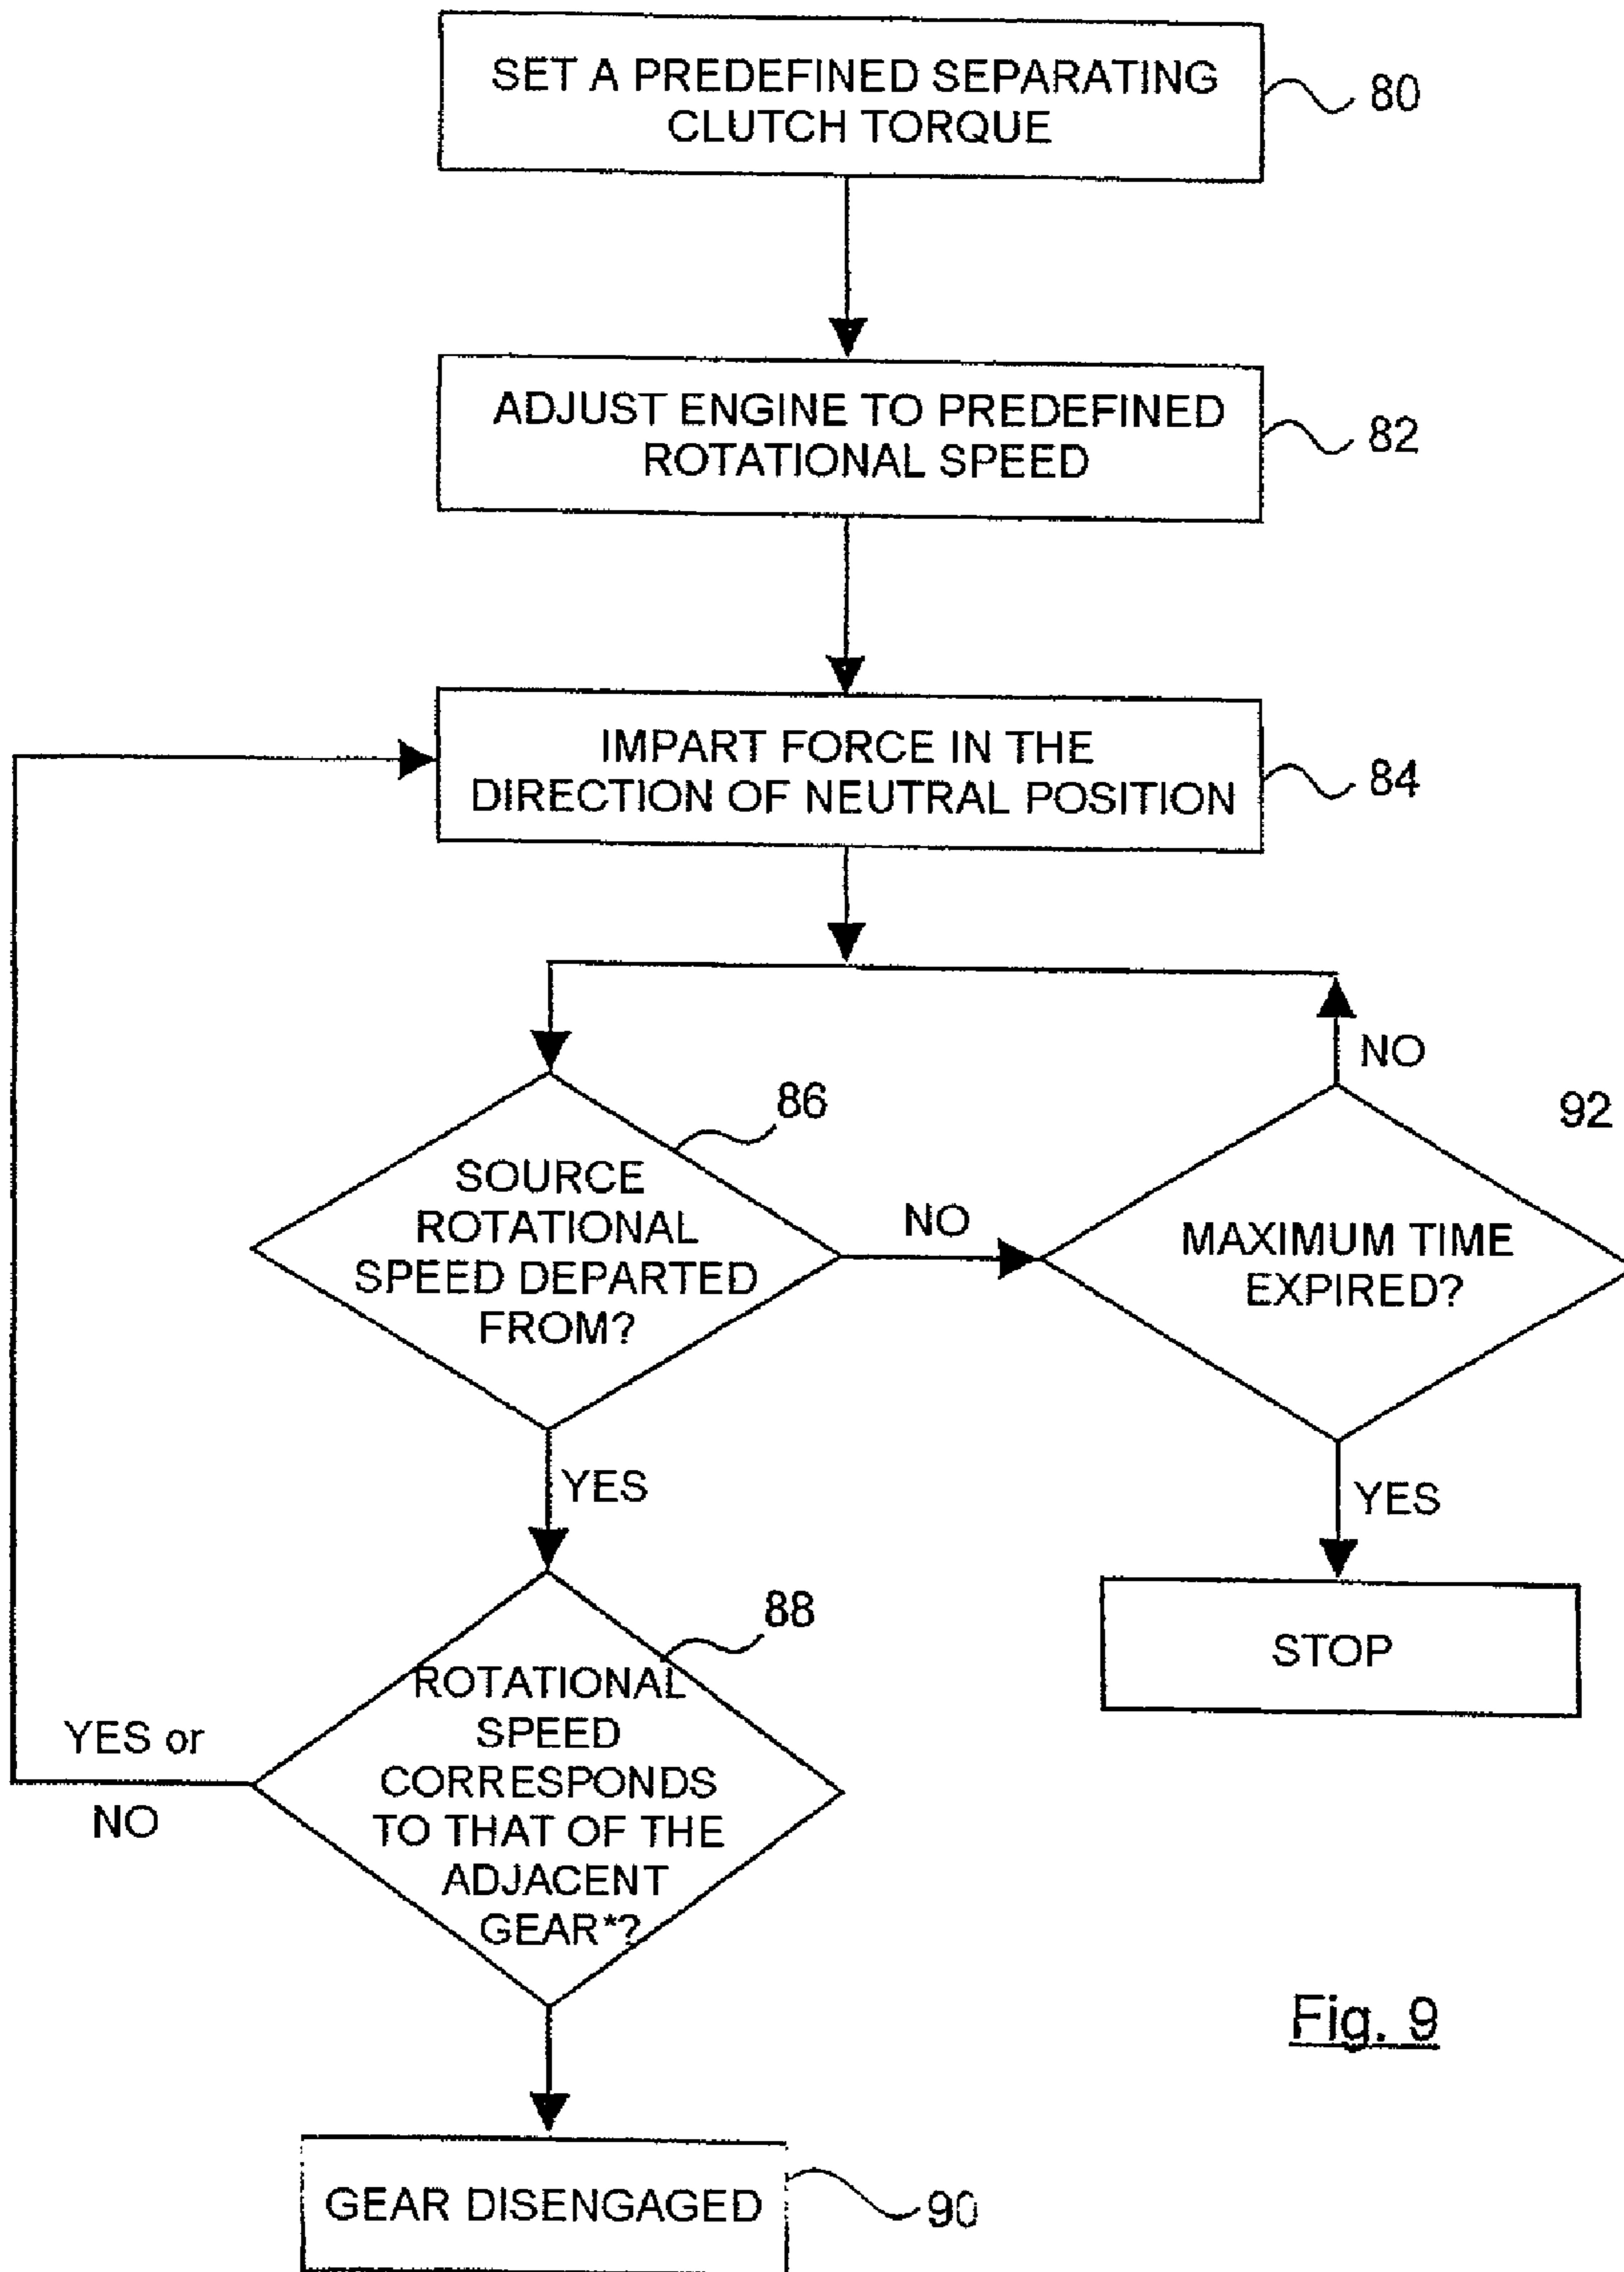 SET A PREDEFINED SEPARATING
CLUTCH TORQUE
80
ADJUST ENGINE TO PREDEFINED
ROTATIONAL SPEED
82
IMPART FORCE IN THE
DIRECTION OF NEUTRAL POSITION
84
NO
86
92
SOURCE
ROTATIONAL
SPEED DEPARTED
FROM?
NO
MAXIMUM TIME
EXPIRED?
YES
YES
88
STOP
ROTATIONAL
SPEED
CORRESPONDS
TO THAT OF THE
ADJACENT
GEAR*?
YES or
NO
Fig. 9
GEAR DISENGAGED
90